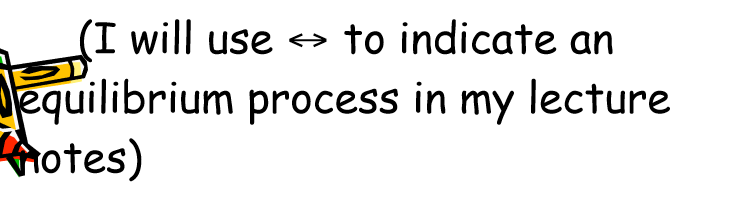 (I will use ↔ to indicate an
equilibrium process in my lecture
notes)